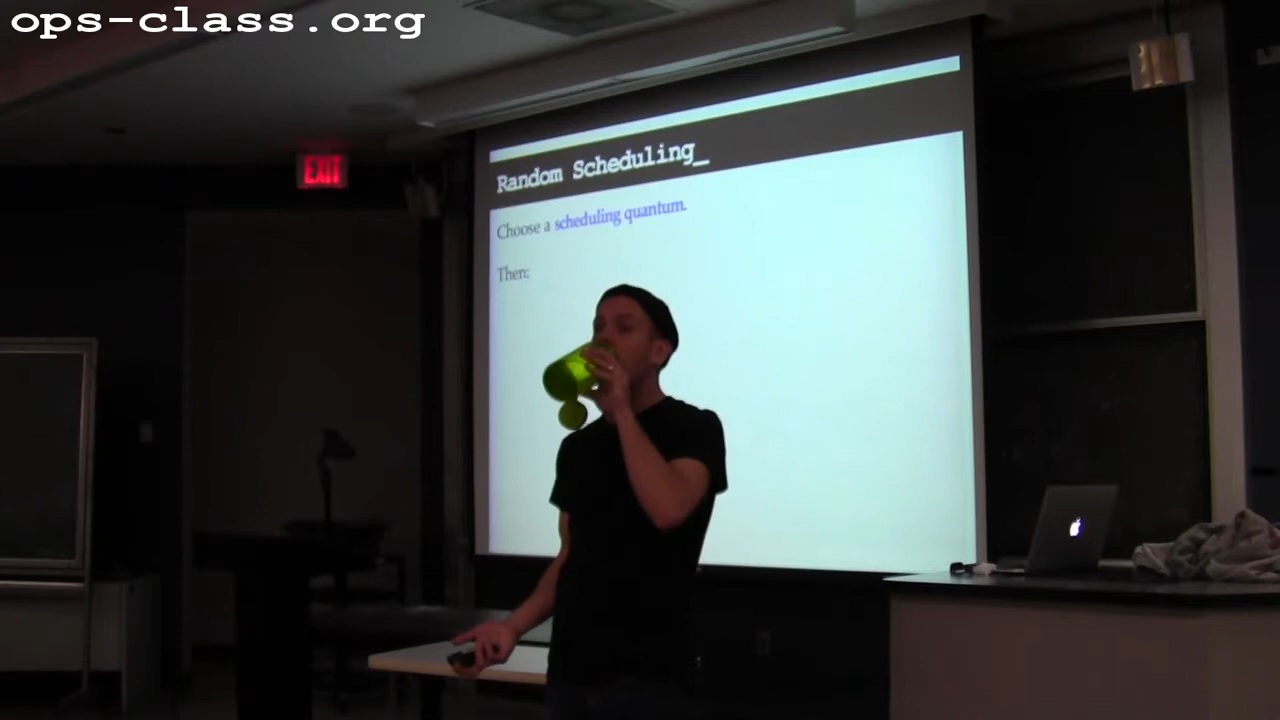 ops-class.org
EXIT
Random Scheduling_
Choose a scheduling quantum.
Then: